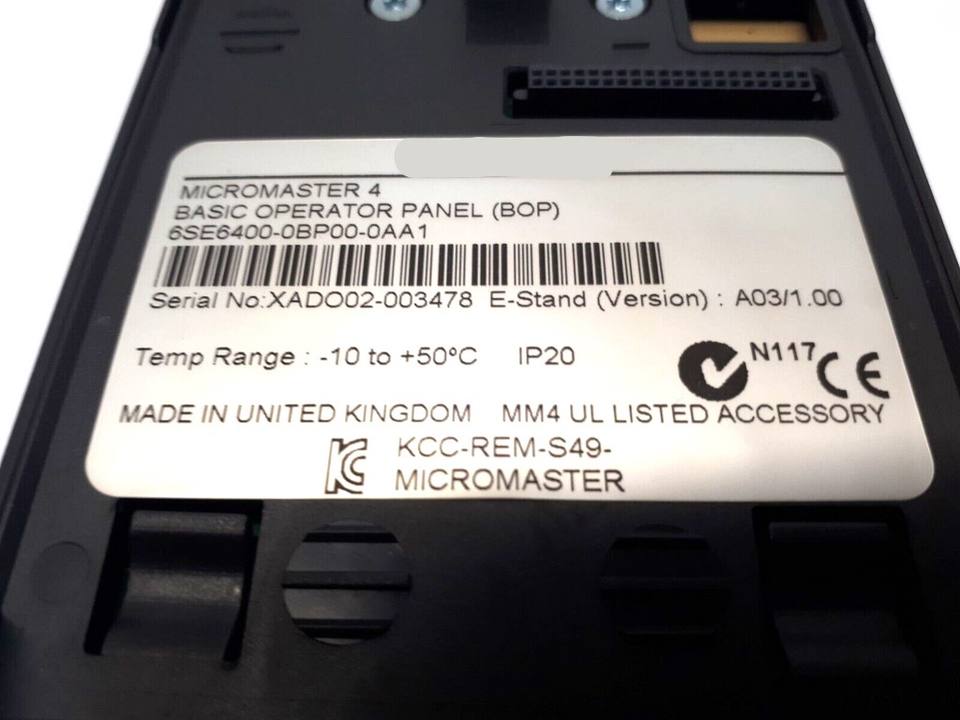 MICROMASTER 4
BASIC OPERATOR PANEL (BOP)
6SE6400-0BP00-0AA1
Serial No:XADO02-003478 E-Stand (Version) : A03/1.00
Temp Range : -10 to +50ºC IP20
N117 CE
MADE IN UNITED KINGDOM MM4 UL LISTED ACCESSORY
KCC-REM-S49-
MICROMASTER